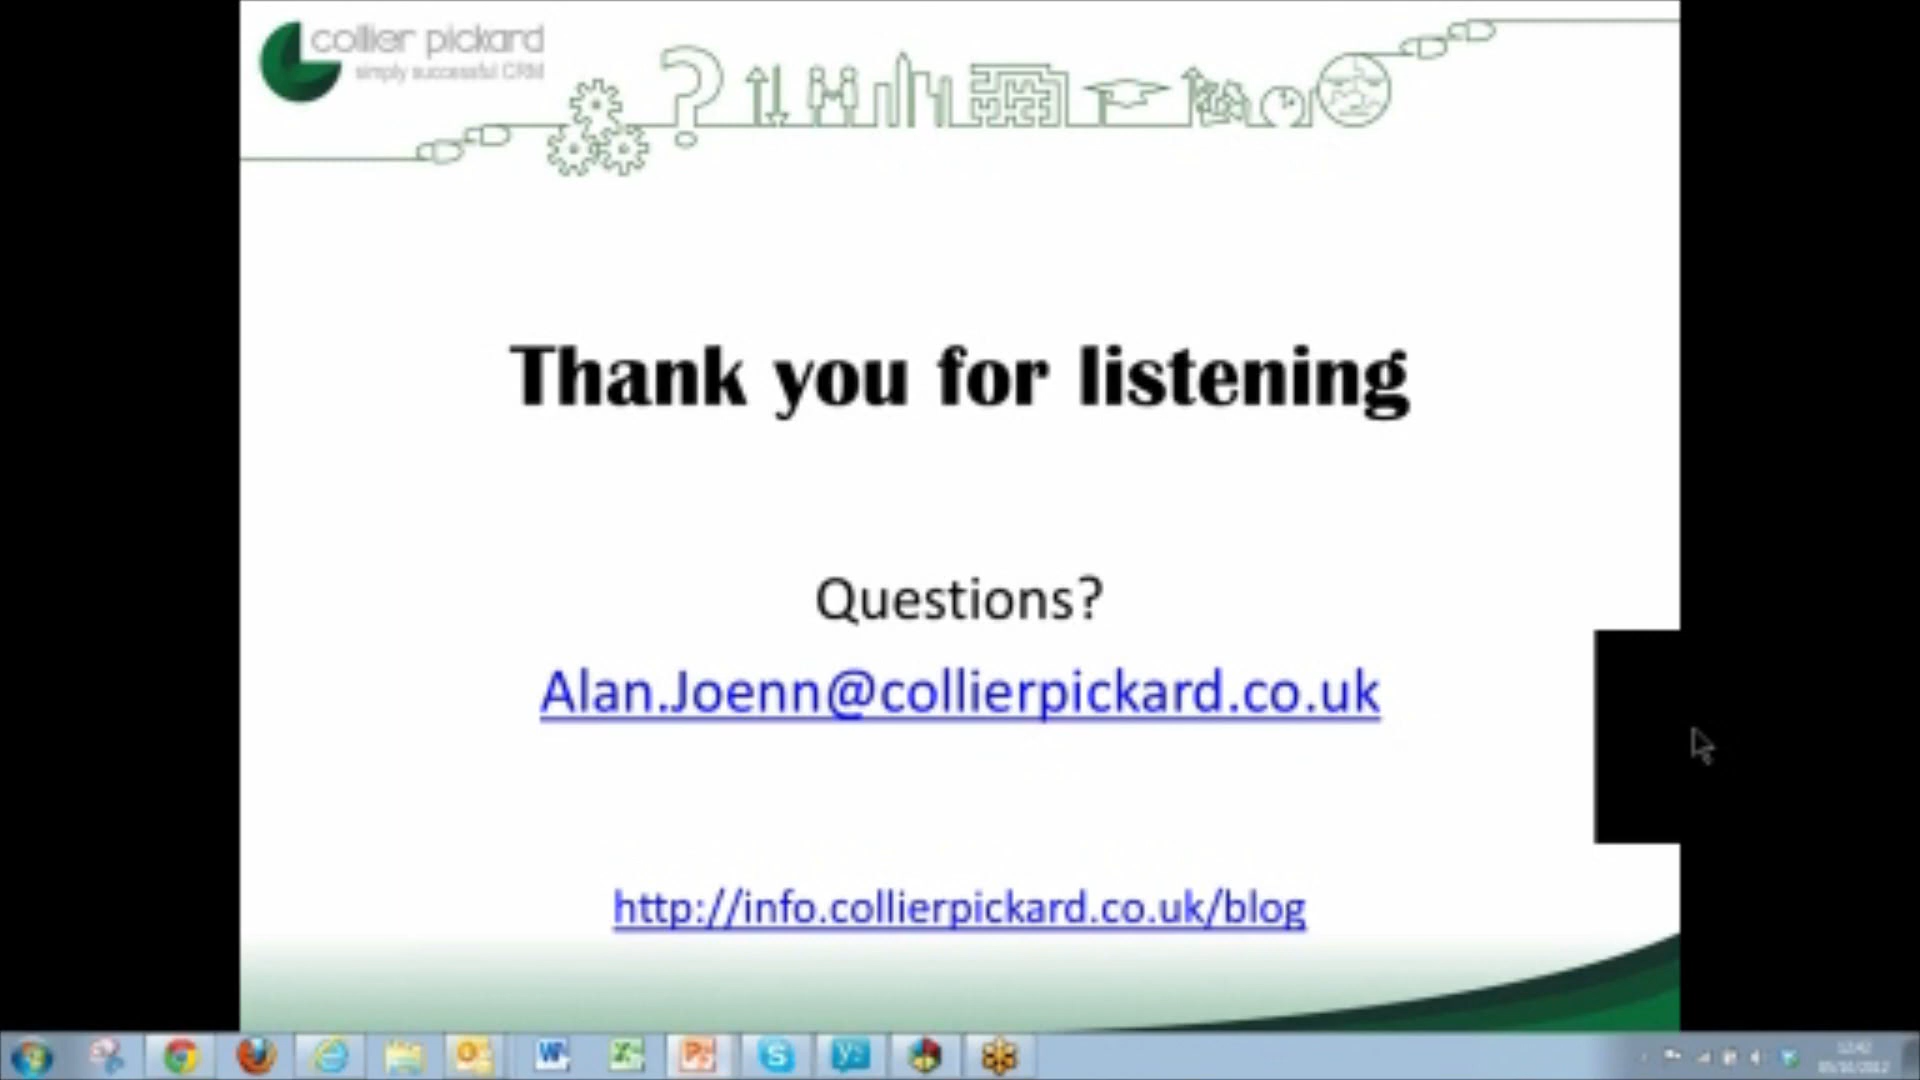 collier pickard
simply successful CRM
Thank you for listening
Questions?
Alan.Joenn@collierpickard.co.uk
http://info.collierpickard.co.uk/blog